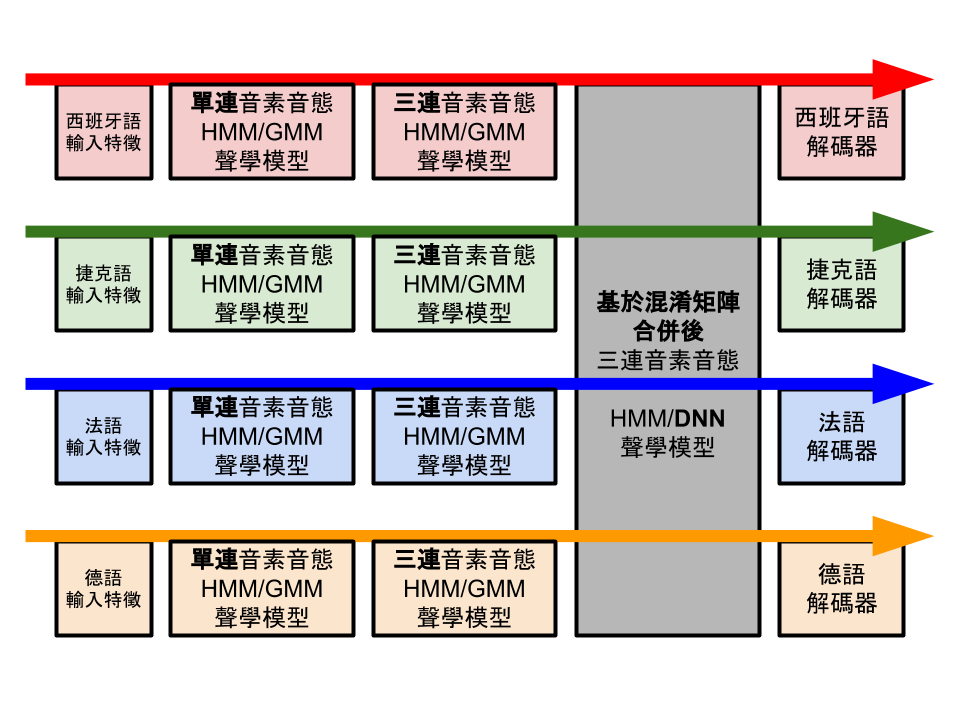 西班牙語
輸入特徵
單連音素音態
HMM/GMM
聲學模型
三連音素音態
HMM/GMM
聲學模型
西班牙語
解碼器
捷克語
輸入特徵
單連音素音態
HMM/GMM
聲學模型
三連音素音態
HMM/GMM
聲學模型
基於混淆矩陣
合併後
三連音素音態
HMM/DNN
聲學模型
捷克語
解碼器
法語
輸入特徵
單連音素音態
HMM/GMM
聲學模型
三連音素音態
HMM/GMM
聲學模型
法語
解碼器
德語
輸入特徵
單連音素音態
HMM/GMM
聲學模型
三連音素音態
HMM/GMM
聲學模型
德語
解碼器